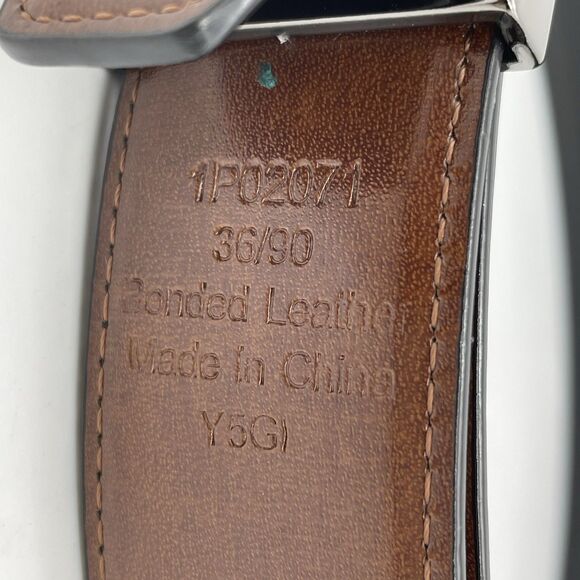 1P02071
36/90
Bonded Leather
Made In China
Y5GI